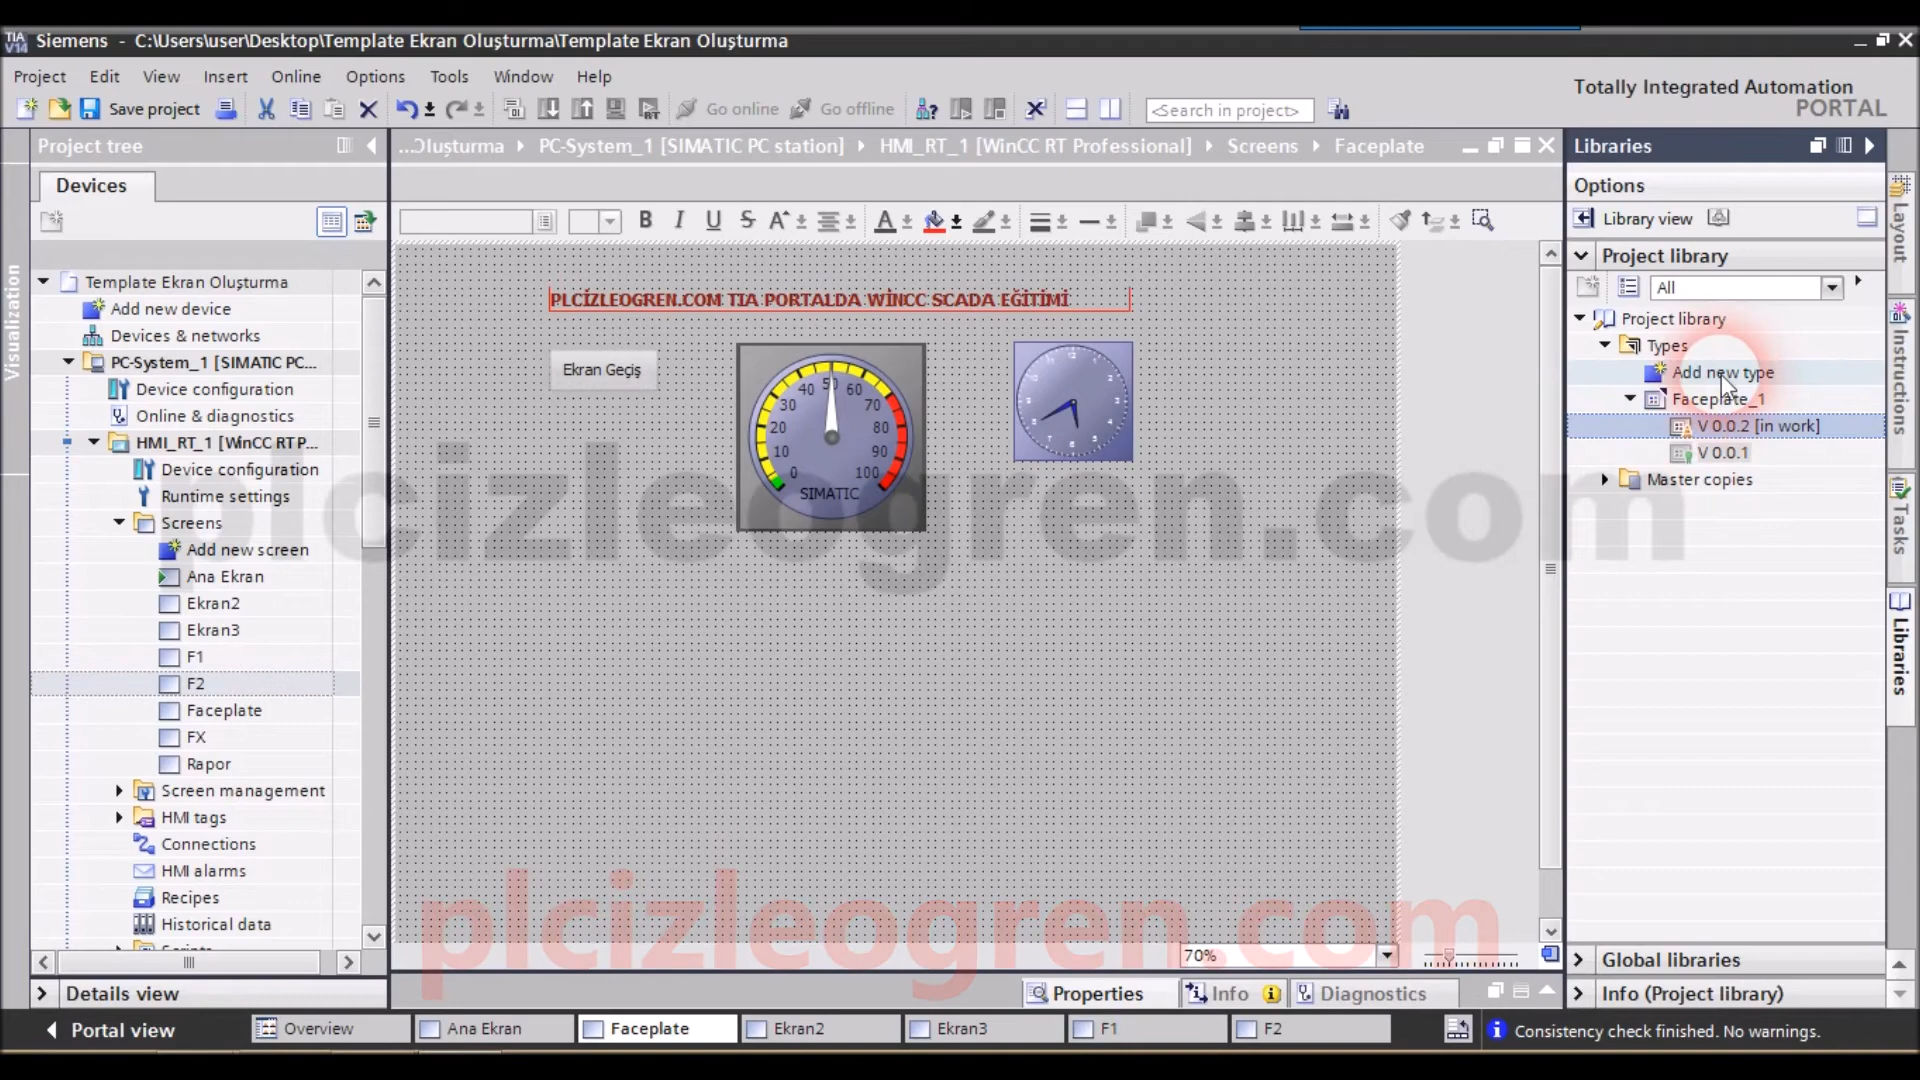 TIA V14 Siemens - C:\Users\user\Desktop\Template Ekran Oluşturma\Template Ekran Oluşturma
Project Edit View Insert Online Options Tools Window Help
Totally Integrated Automation
PORTAL
Save project Go online Go offline <Search in project>
Project tree
...Oluşturma PC-System_1 [SIMATIC PC station] HMI_RT_1 [WinCC RT Professional] Screens Faceplate
Libraries
Devices
Options
Library view
Visualization
Template Ekran Oluşturma
Add new device
Devices & networks
PC-System_1 [SIMATIC PC...
Device configuration
Online & diagnostics
HMI_RT_1 [WinCC RT P...
Device configuration
Runtime settings
Screens
Add new screen
Ana Ekran
Ekran2
Ekran3
F1
F2
Faceplate
FX
Rapor
Screen management
HMI tags
Connections
HMI alarms
Recipes
Historical data
Details view
B I U S A A
PLCİZLEOGREN.COM TIA PORTALDA WİNCC SCADA EĞİTİMİ
Ekran Geçiş
0 10 20 30 40 50 60 70 80 90 100
SIMATIC
12
plcizleogren.com
plcizleogren.com
70%
Project library
All
Project library
Types
Add new type
Faceplate_1
V 0.0.2 [in work]
V 0.0.1
Master copies
Global libraries
Info (Project library)
Layout
Instructions
Tasks
Libraries
Properties Info Diagnostics
Portal view Overview Ana Ekran Faceplate Ekran2 Ekran3 F1 F2
Consistency check finished. No warnings.